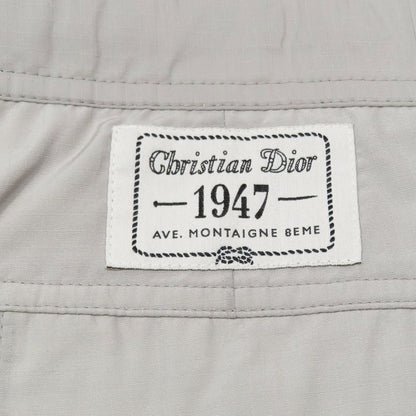 Christian Dior
— 1947 —
AVE. MONTAIGNE 8EME